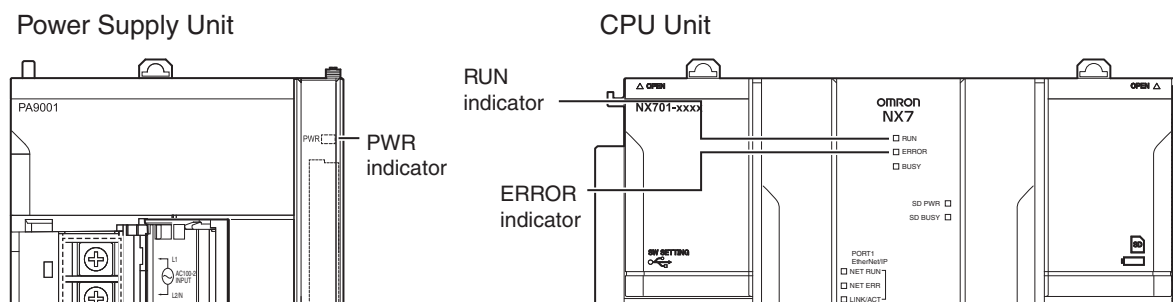 Power Supply Unit
CPU Unit
PA9001
PWR
PWR
indicator
L1
AC100-2
INPUT
L2/N
RUN
indicator
ERROR
indicator
△ OPEN
OPEN △
NX701-xxxx
OMRON
NX7
RUN
ERROR
BUSY
SD PWR
SD BUSY
SW SETTING
SD
PORT1
EtherNet/IP
NET RUN
NET ERR
LINK/ACT